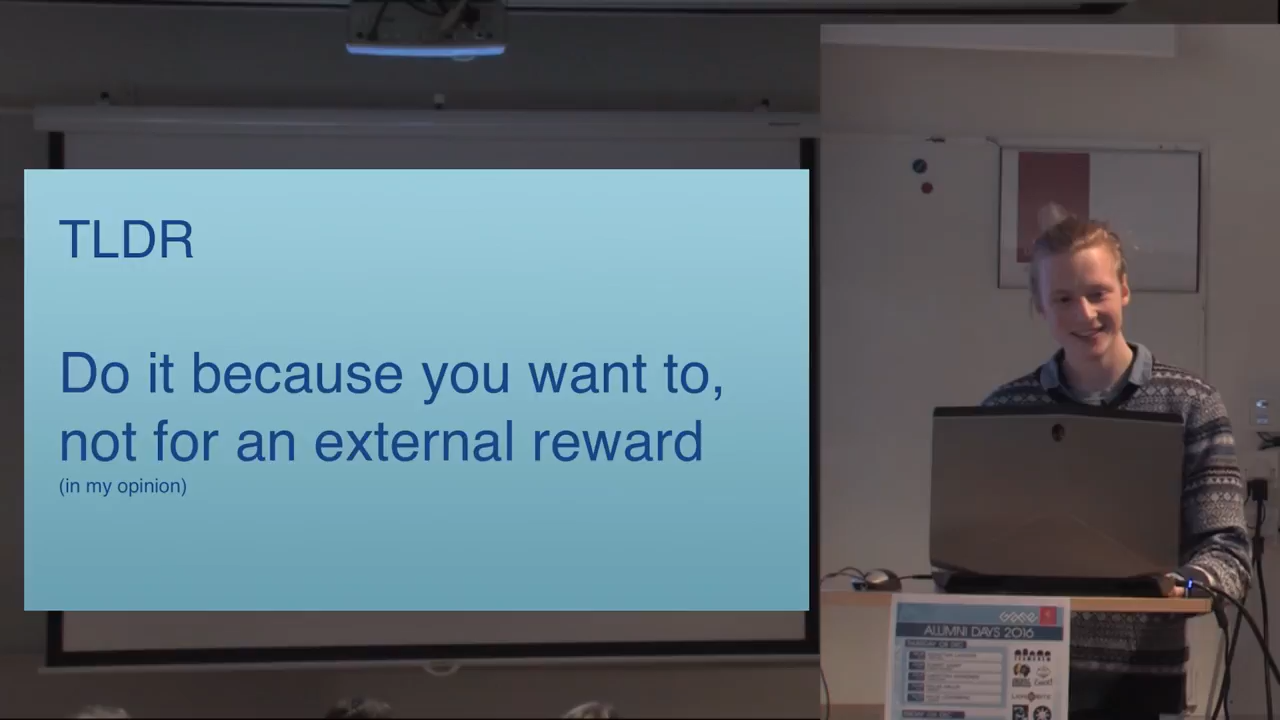 TLDR
Do it because you want to,
not for an external reward
(in my opinion)
ALUMNI DAYS 2016